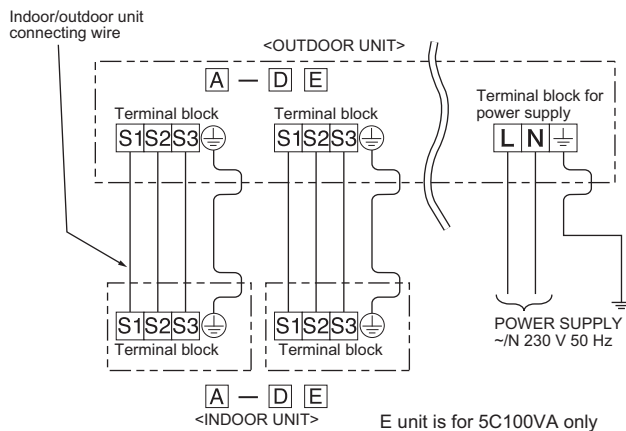 Indoor/outdoor unit
connecting wire
<OUTDOOR UNIT>
A — D E
Terminal block
S1 S2 S3
Terminal block
S1 S2 S3
Terminal block for
power supply
L N
S1 S2 S3
Terminal block
S1 S2 S3
Terminal block
POWER SUPPLY
~/N 230 V 50 Hz
A — D E
<INDOOR UNIT>
E unit is for 5C100VA only